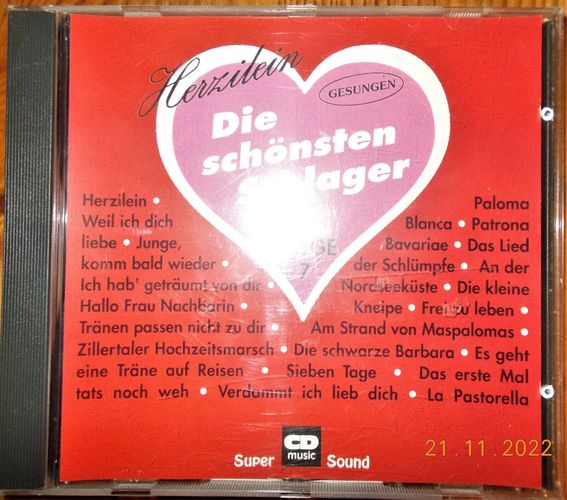 Herzilein
GESUNGEN
Die
schönsten
Schlager
7
Herzilein •
Weil ich dich
liebe • Junge,
komm bald wieder •
Ich hab' geträumt von dir •
Hallo Frau Nachbarin •
Tränen passen nicht zu dir •
Paloma
Blanca • Patrona
Bavariae • Das Lied
der Schlümpfe • An der
Nordseeküste • Die kleine
Kneipe • Frei zu leben •
Am Strand von Maspalomas •
Zillertaler Hochzeitsmarsch • Die schwarze Barbara • Es geht
eine Träne auf Reisen • Sieben Tage • Das erste Mal
tats noch weh • Verdammt ich lieb dich • La Pastorella
Super CD music Sound
21.11.2022